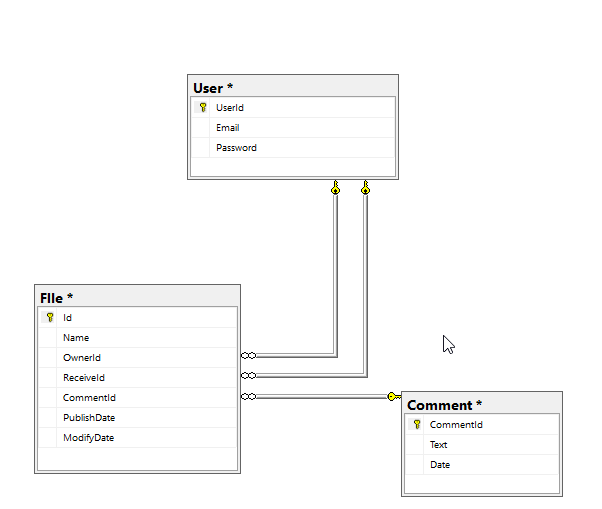 User *
UserId
Email
Password
FIle *
Id
Name
OwnerId
ReceiveId
CommentId
PublishDate
ModifyDate
Comment *
CommentId
Text
Date